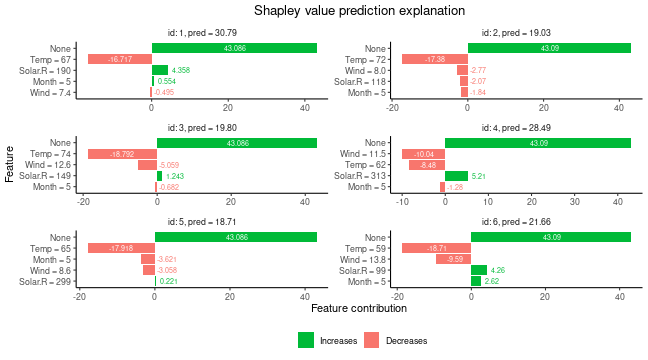 Shapley value prediction explanation
id: 1, pred = 30.79
None 43.086
Temp = 67 -16.717
Solar.R = 190 4.358
Month = 5 0.554
Wind = 7.4 -0.495
0 20 40
id: 2, pred = 19.03
None 43.09
Temp = 72 -17.38
Wind = 8.0 -2.77
Solar.R = 118 -2.07
Month = 5 -1.84
-20 0 20 40
id: 3, pred = 19.80
None 43.086
Temp = 74 -18.792
Wind = 12.6 -5.059
Solar.R = 149 1.243
Month = 5 -0.682
-20 0 20 40
id: 4, pred = 28.49
None 43.09
Wind = 11.5 -10.04
Temp = 62 -8.48
Solar.R = 313 5.21
Month = 5 -1.28
-10 0 10 20 30 40
id: 5, pred = 18.71
None 43.086
Temp = 65 -17.918
Month = 5 -3.621
Wind = 8.6 -3.058
Solar.R = 299 0.221
-20 0 20 40
id: 6, pred = 21.66
None 43.09
Temp = 59 -18.71
Wind = 13.8 -9.59
Solar.R = 99 4.26
Month = 5 2.62
-20 0 20 40
Feature
Feature contribution
Increases Decreases